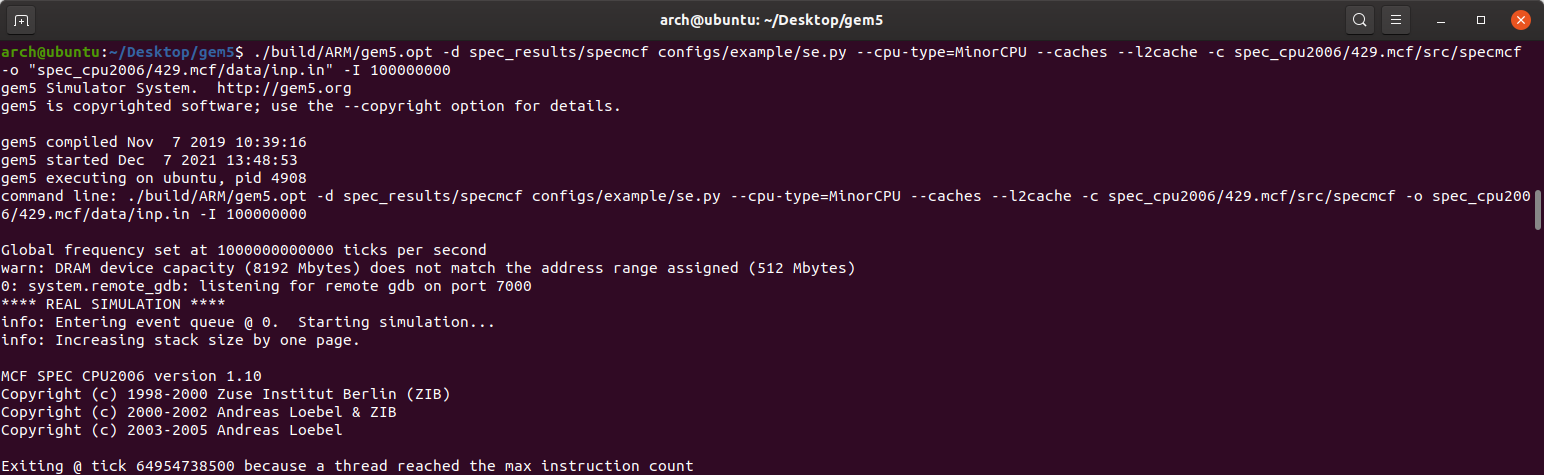 arch@ubuntu: ~/Desktop/gem5
arch@ubuntu:~/Desktop/gem5$ ./build/ARM/gem5.opt -d spec_results/specmcf configs/example/se.py --cpu-type=MinorCPU --caches --l2cache -c spec_cpu2006/429.mcf/src/specmcf
-o "spec_cpu2006/429.mcf/data/inp.in" -I 100000000
gem5 Simulator System.  http://gem5.org
gem5 is copyrighted software; use the --copyright option for details.

gem5 compiled Nov  7 2019 10:39:16
gem5 started Dec  7 2021 13:48:53
gem5 executing on ubuntu, pid 4908
command line: ./build/ARM/gem5.opt -d spec_results/specmcf configs/example/se.py --cpu-type=MinorCPU --caches --l2cache -c spec_cpu2006/429.mcf/src/specmcf -o spec_cpu200
6/429.mcf/data/inp.in -I 100000000

Global frequency set at 1000000000000 ticks per second
warn: DRAM device capacity (8192 Mbytes) does not match the address range assigned (512 Mbytes)
0: system.remote_gdb: listening for remote gdb on port 7000
**** REAL SIMULATION ****
info: Entering event queue @ 0.  Starting simulation...
info: Increasing stack size by one page.

MCF SPEC CPU2006 version 1.10
Copyright (c) 1998-2000 Zuse Institut Berlin (ZIB)
Copyright (c) 2000-2002 Andreas Loebel & ZIB
Copyright (c) 2003-2005 Andreas Loebel

Exiting @ tick 64954738500 because a thread reached the max instruction count